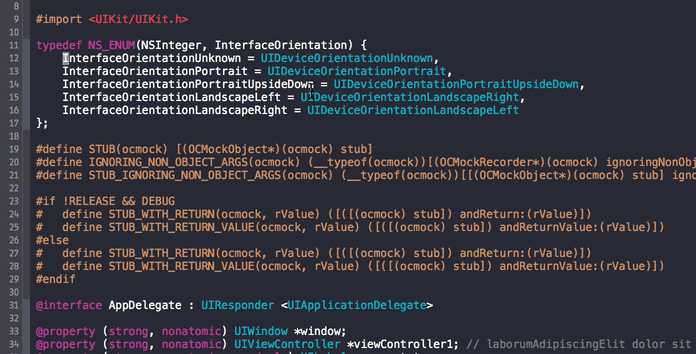 8
9 #import <UIKit/UIKit.h>
10
11 typedef NS_ENUM(NSInteger, InterfaceOrientation) {
12 InterfaceOrientationUnknown = UIDeviceOrientationUnknown,
13 InterfaceOrientationPortrait = UIDeviceOrientationPortrait,
14 InterfaceOrientationPortraitUpsideDown = UIDeviceOrientationPortraitUpsideDown,
15 InterfaceOrientationLandscapeLeft = UIDeviceOrientationLandscapeRight,
16 InterfaceOrientationLandscapeRight = UIDeviceOrientationLandscapeLeft
17 };
18
19 #define STUB(ocmock) [(OCMockObject*)(ocmock) stub]
20 #define IGNORING_NON_OBJECT_ARGS(ocmock) (__typeof(ocmock))[(OCMockRecorder*)(ocmock) ignoringNonObj
21 #define STUB_IGNORING_NON_OBJECT_ARGS(ocmock) (__typeof(ocmock))[[(OCMockObject*)(ocmock) stub] igno
22
23 #if !RELEASE && DEBUG
24 # define STUB_WITH_RETURN(ocmock, rValue) ([([(ocmock) stub]) andReturn:(rValue)])
25 # define STUB_WITH_RETURN_VALUE(ocmock, rValue) ([([(ocmock) stub]) andReturnValue:(rValue)])
26 #else
27 # define STUB_WITH_RETURN(ocmock, rValue) ([([(ocmock) stub]) andReturn:(rValue)])
28 # define STUB_WITH_RETURN_VALUE(ocmock, rValue) ([([(ocmock) stub]) andReturnValue:(rValue)])
29 #endif
30
31 @interface AppDelegate : UIResponder <UIApplicationDelegate>
32
33 @property (strong, nonatomic) UIWindow *window;
34 @property (strong, nonatomic) UIViewController *viewController1; // laborumAdipiscingElit dolor sit